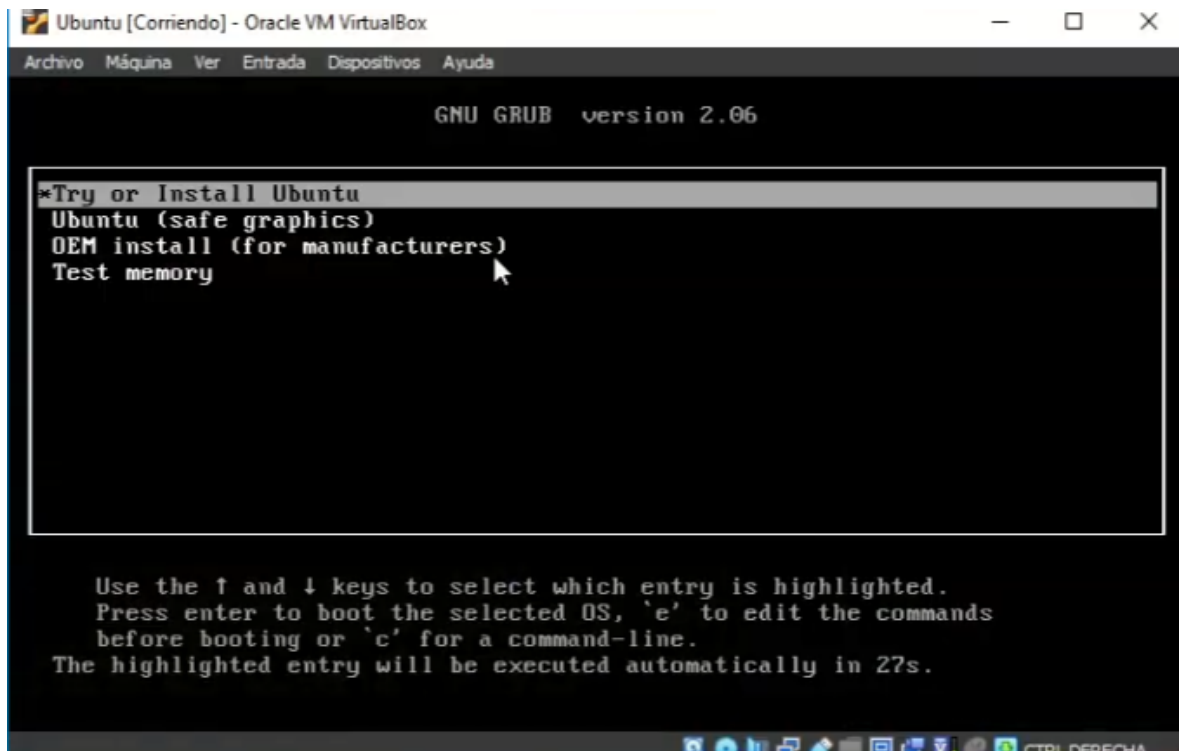 Ubuntu [Corriendo] - Oracle VM VirtualBox
Archivo Máquina Ver Entrada Dispositivos Ayuda
GNU GRUB version 2.06
*Try or Install Ubuntu
Ubuntu (safe graphics)
OEM install (for manufacturers)
Test memory
Use the ↑ and ↓ keys to select which entry is highlighted.
Press enter to boot the selected OS, `e' to edit the commands
before booting or `c' for a command-line.
The highlighted entry will be executed automatically in 27s.
CTRL DERECHA